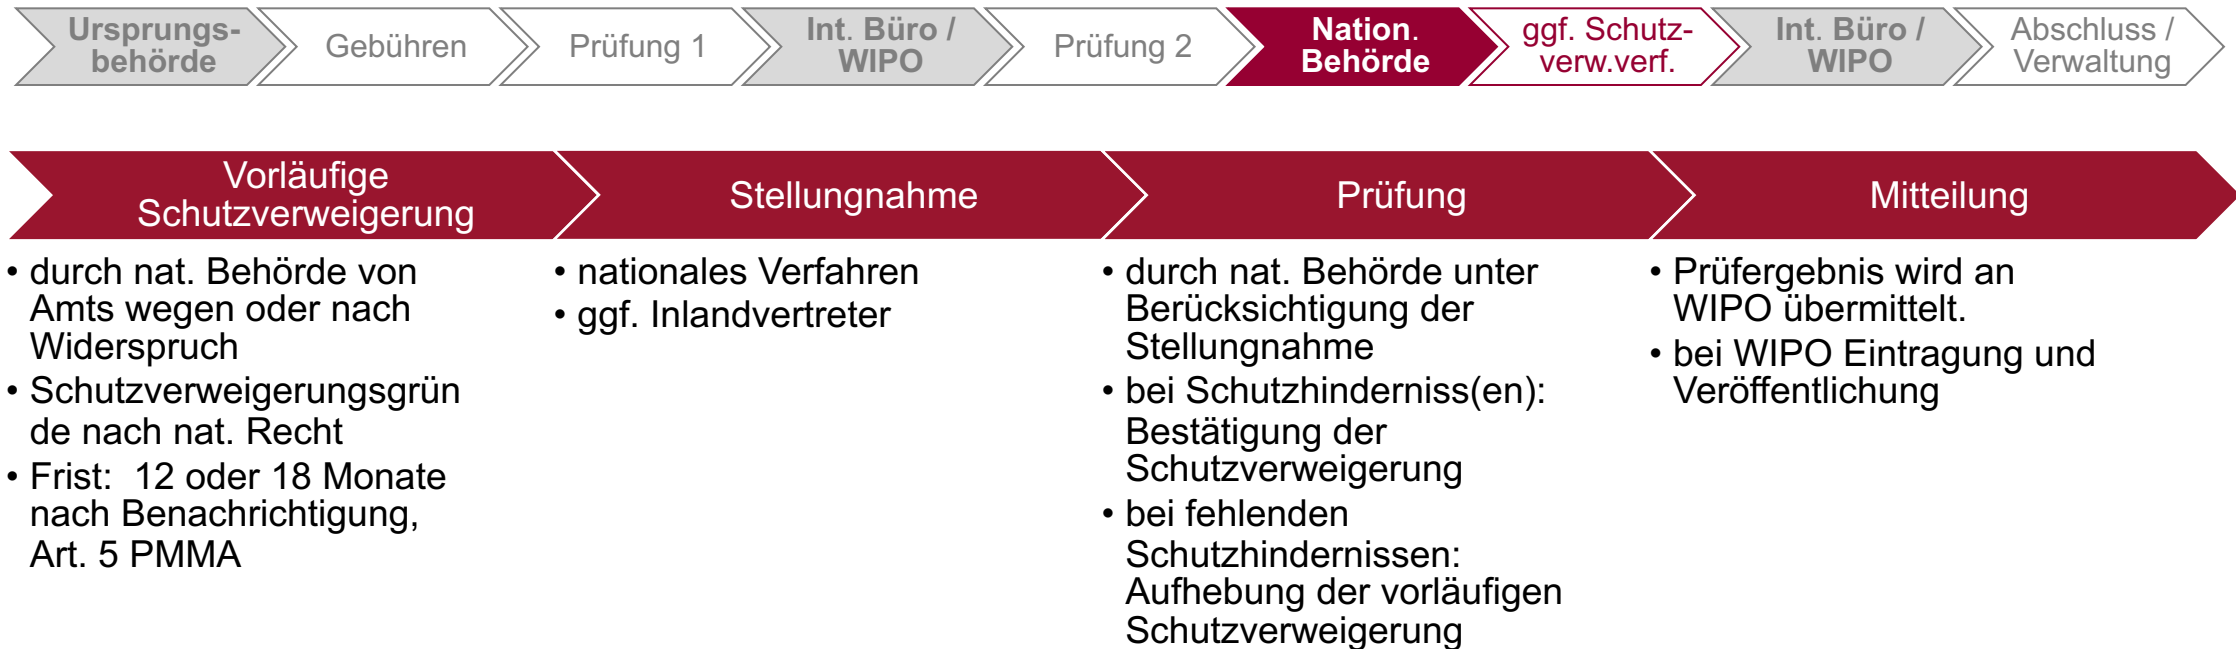 Ursprungs-
behörde
Gebühren
Prüfung 1
Int. Büro /
WIPO
Prüfung 2
Nation.
Behörde
ggf. Schutz-
verw.verf.
Int. Büro /
WIPO
Abschluss /
Verwaltung
Vorläufige
Schutzverweigerung
Stellungnahme
Prüfung
Mitteilung
• durch nat. Behörde von
Amts wegen oder nach
Widerspruch
• Schutzverweigerungsgrün
de nach nat. Recht
• Frist: 12 oder 18 Monate
nach Benachrichtigung,
Art. 5 PMMA
• nationales Verfahren
• ggf. Inlandvertreter
• durch nat. Behörde unter
Berücksichtigung der
Stellungnahme
• bei Schutzhinderniss(en):
Bestätigung der
Schutzverweigerung
• bei fehlenden
Schutzhindernissen:
Aufhebung der vorläufigen
Schutzverweigerung
• Prüfergebnis wird an
WIPO übermittelt.
• bei WIPO Eintragung und
Veröffentlichung